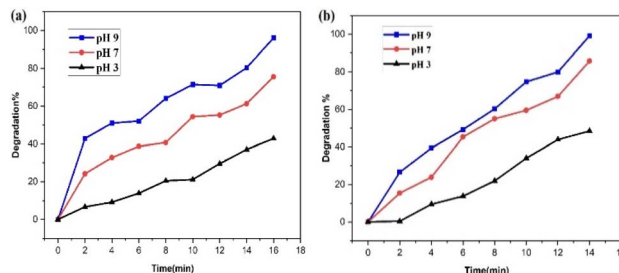 (a)
pH 9
pH 7
pH 3
Degradation%
100
80
60
40
20
0
0 2 4 6 8 10 12 14 16 18
Time(min)
(b)
pH 9
pH 7
pH 3
Degradation%
100
80
60
40
20
0
0 2 4 6 8 10 12 14 16
Time(min)